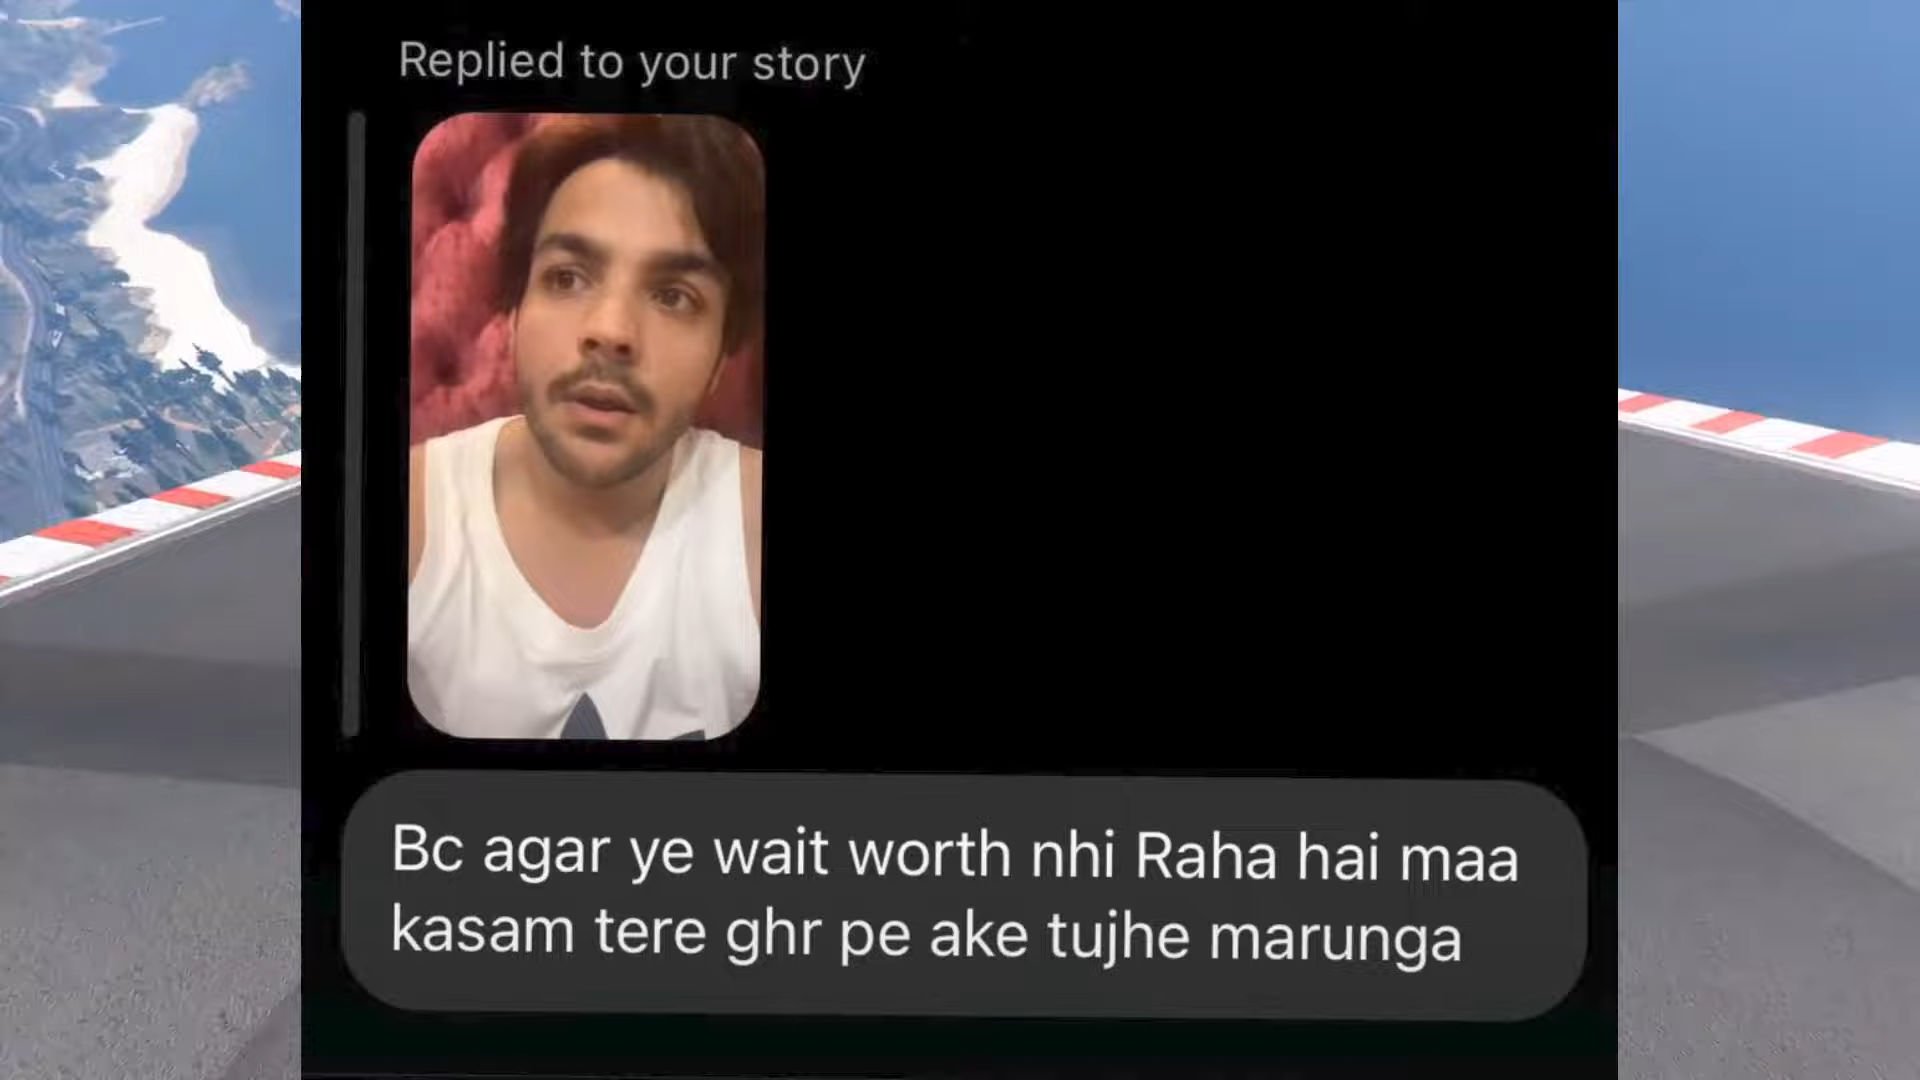 Replied to your story
Bc agar ye wait worth nhi Raha hai maa
kasam tere ghr pe ake tujhe marunga